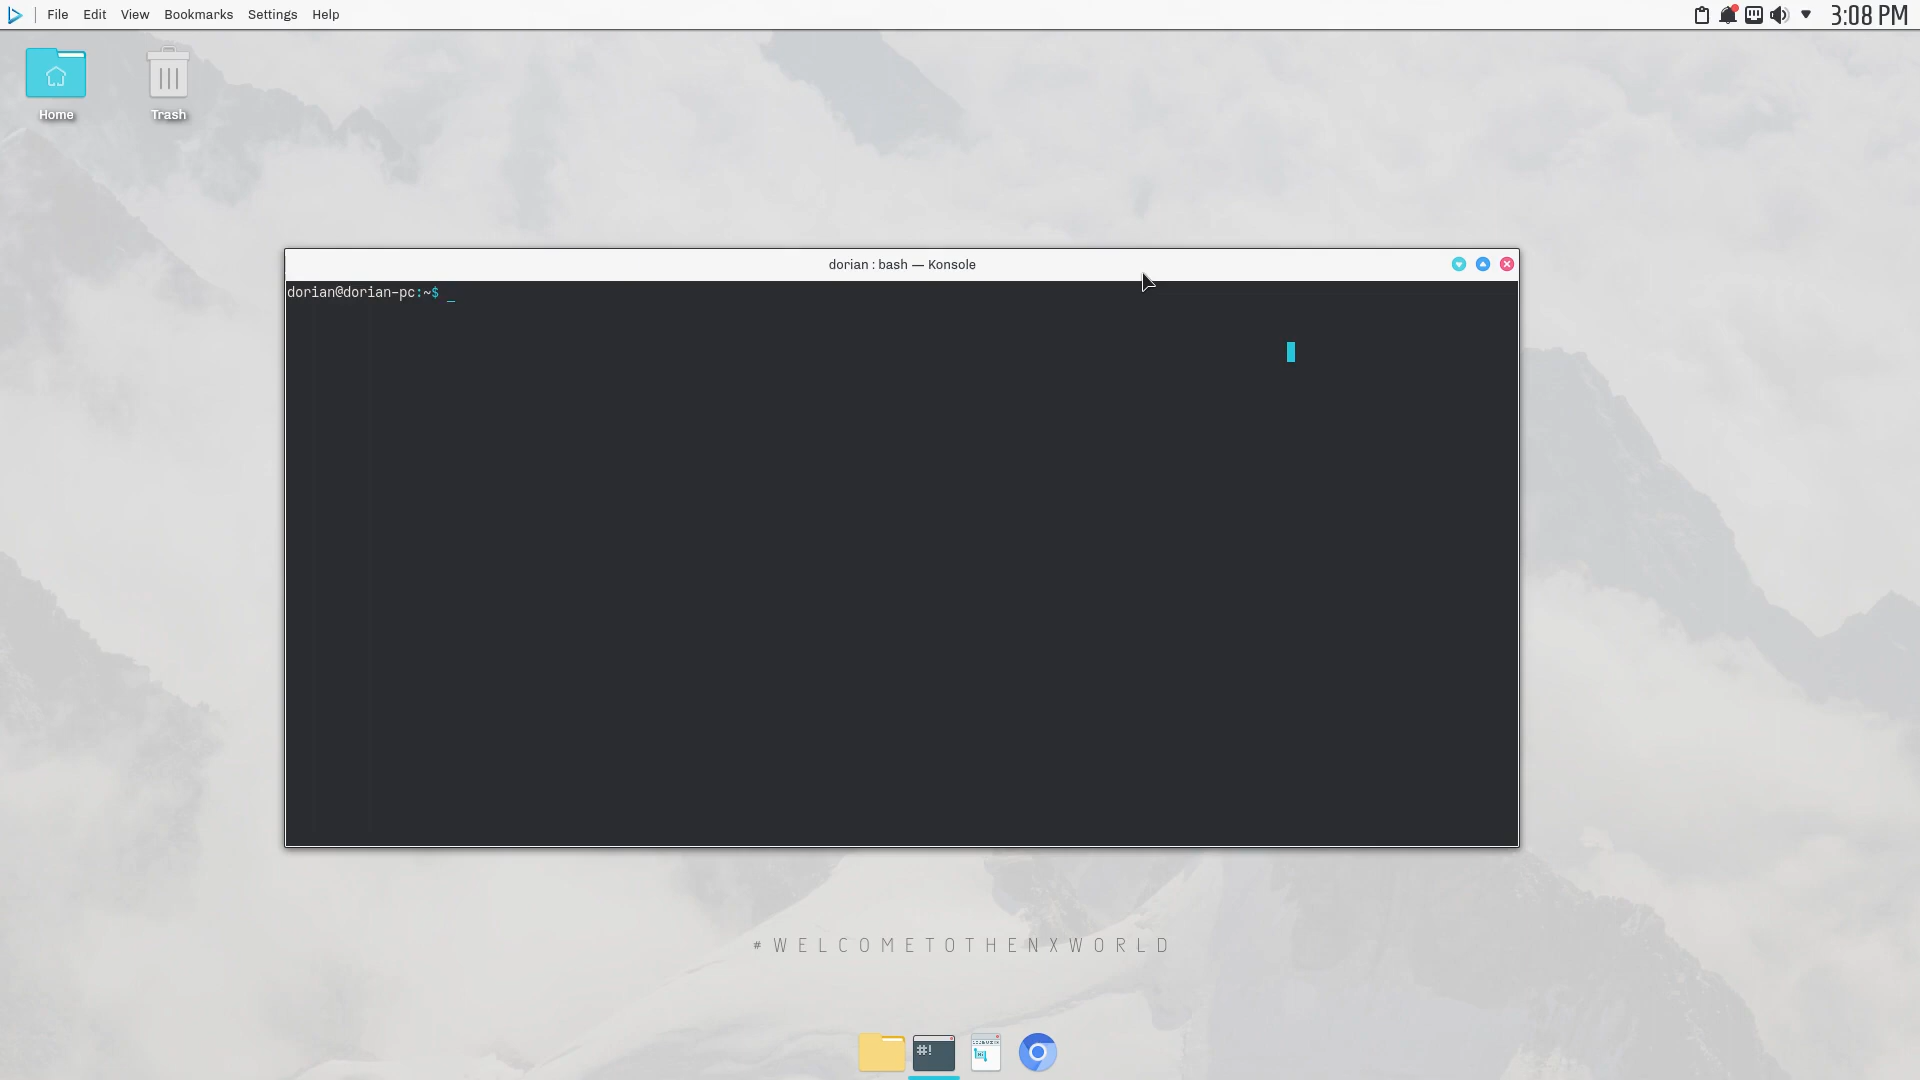 File Edit View Bookmarks Settings Help
3:08 PM
Home
Trash
dorian : bash — Konsole
dorian@dorian-pc:~$ _
#WELCOMETOTHENXWORLD
#!